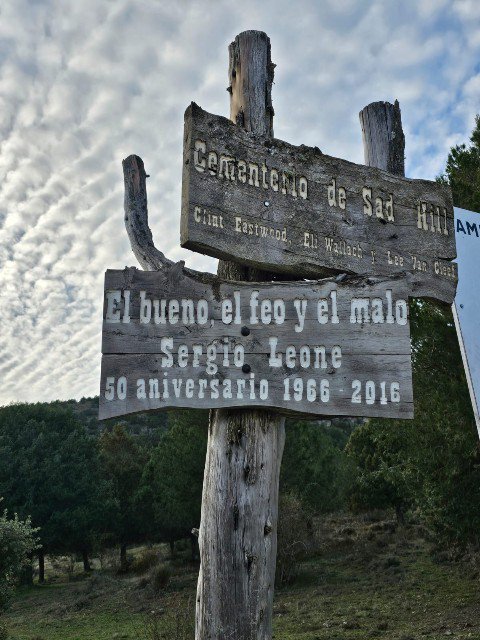 Cementerio de Sad Hill
Clint Eastwood, Eli Wallach y Lee Van Cleef
El bueno, el feo y el malo
Sergio Leone
50 aniversario 1966 2016
AM